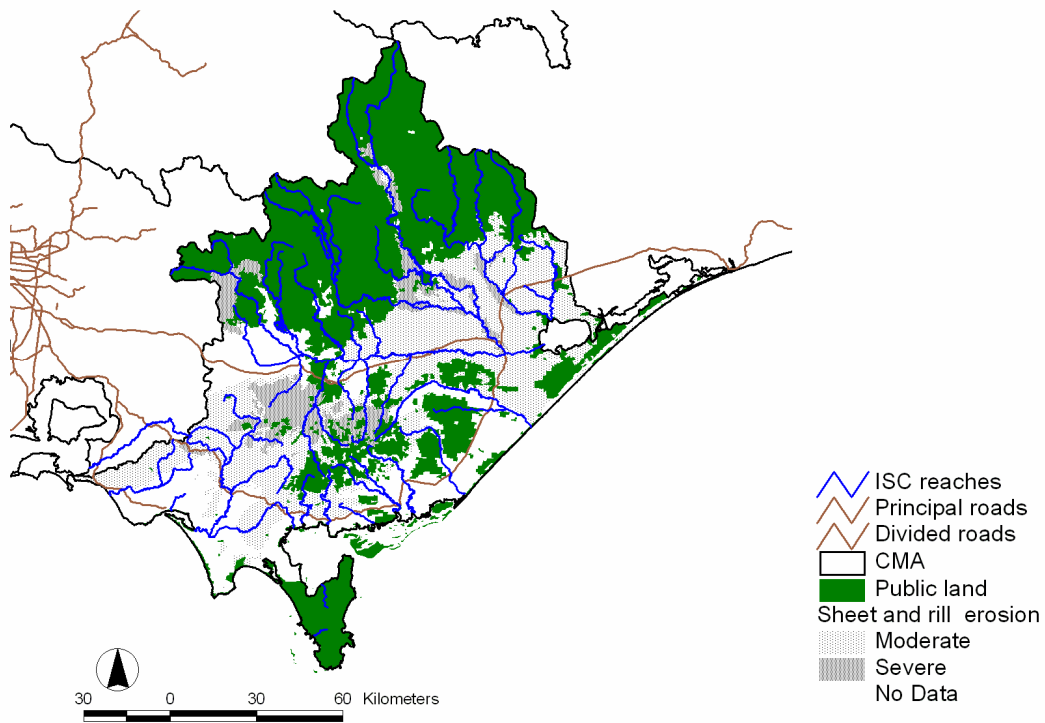 ISC reaches
Principal roads
Divided roads
CMA
Public land
Sheet and rill erosion
Moderate
Severe
No Data
30 0 30 60 Kilometers